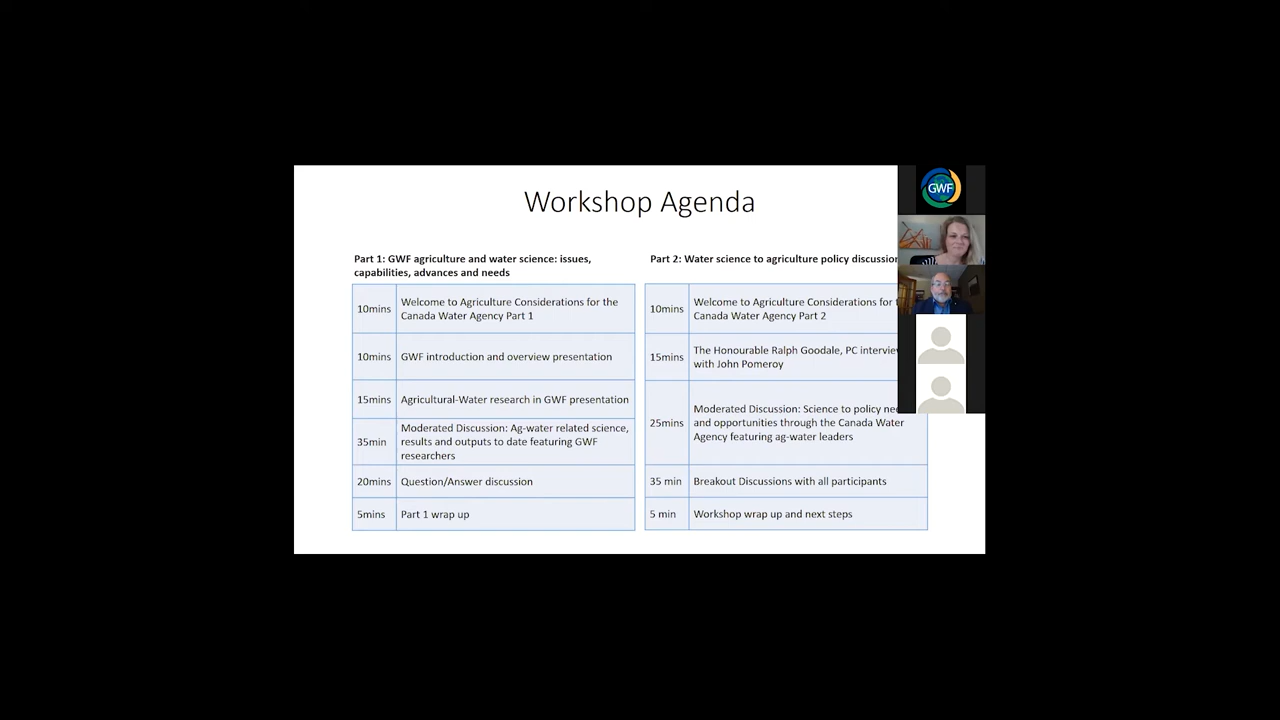 Workshop Agenda
GWF
Part 1: GWF agriculture and water science: issues,
capabilities, advances and needs
10mins
Welcome to Agriculture Considerations for the
Canada Water Agency Part 1
10mins
GWF introduction and overview presentation
15mins
Agricultural-Water research in GWF presentation
35min
Moderated Discussion: Ag-water related science,
results and outputs to date featuring GWF
researchers
20mins
Question/Answer discussion
5mins
Part 1 wrap up
Part 2: Water science to agriculture policy discussion
10mins
Welcome to Agriculture Considerations for
Canada Water Agency Part 2
15mins
The Honourable Ralph Goodale, PC
with John Pomeroy
25mins
Moderated Discussion: Science to policy
and opportunities through the Canada Water
Agency featuring ag-water leaders
35 min
Breakout Discussions with all participants
5 min
Workshop wrap up and next steps